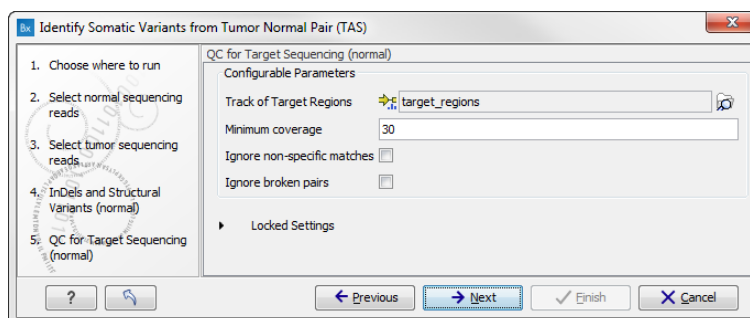 Bx Identify Somatic Variants from Tumor Normal Pair (TAS)
1. Choose where to run
2. Select normal sequencing
reads
3. Select tumor sequencing
reads
4. InDels and Structural
Variants (normal)
5. QC for Target Sequencing
(normal)
QC for Target Sequencing (normal)
Configurable Parameters
Track of Target Regions target_regions
Minimum coverage 30
Ignore non-specific matches
Ignore broken pairs
Locked Settings
? Previous Next Finish Cancel